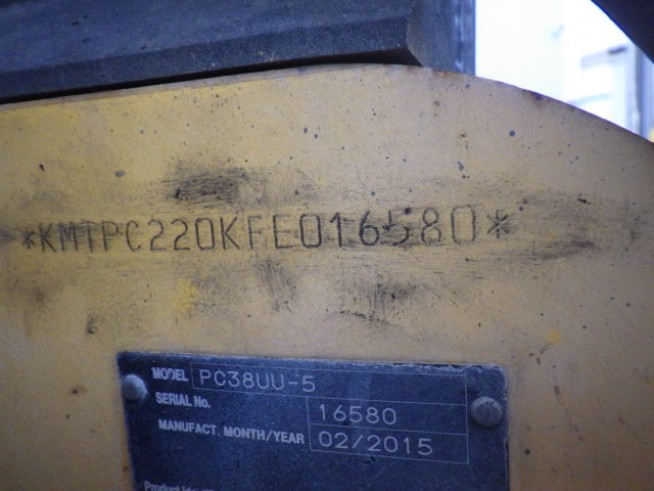 *KMTPC220KFE016580*
MODEL PC38UU-5
SERIAL No. 16580
MANUFACT. MONTH/YEAR 02/2015